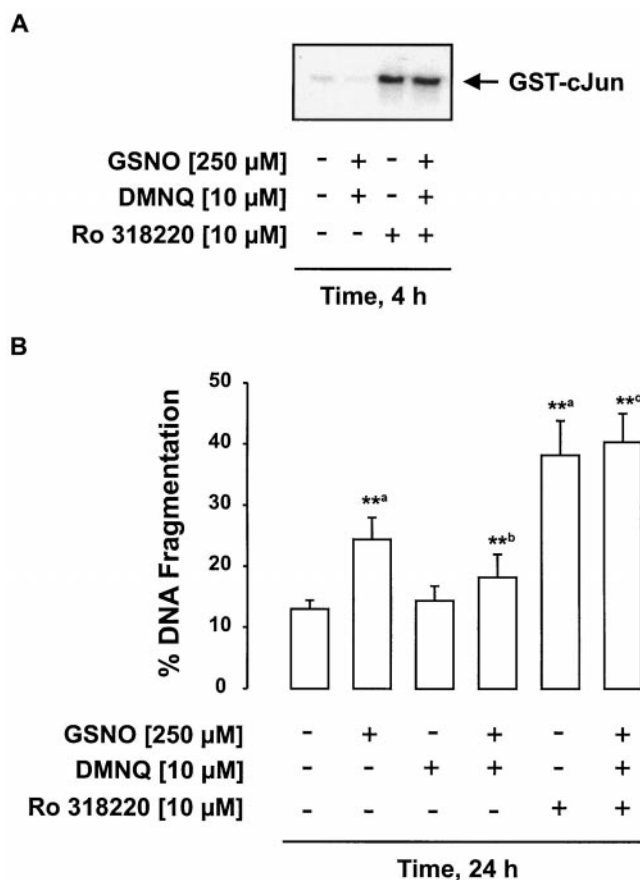 A
GST-cJun
GSNO [250 µM] - + - +
DMNQ [10 µM] - + - +
Ro 318220 [10 µM] - - + +
Time, 4 h
B
% DNA Fragmentation
50
40
30
20
10
0
**a
**b
**a
**c
GSNO [250 µM] - + - + - +
DMNQ [10 µM] - - + + - +
Ro 318220 [10 µM] - - - - + +
Time, 24 h